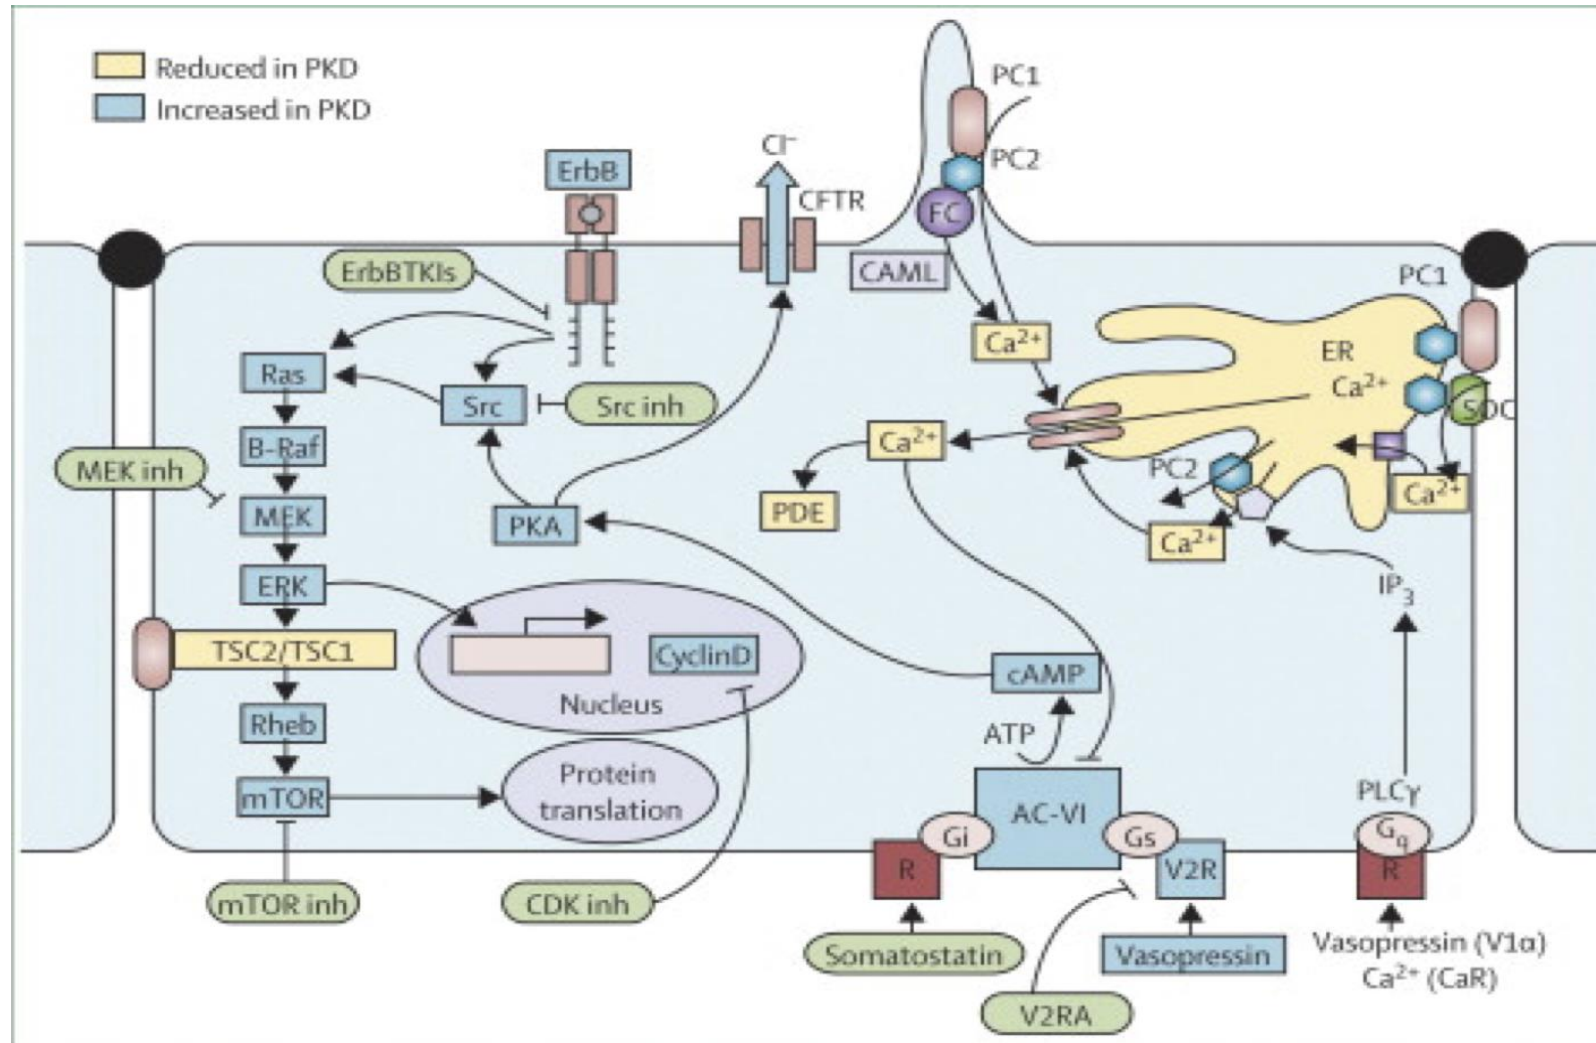 Reduced in PKD
Increased in PKD
PC1
PC2
FC
Cl⁻
CFTR
ErbB
ErbBTKIs
CAML
PC1
Ca²⁺
ER
Ca²⁺
SOC
Ras
Src
Src inh
Ca²⁺
PC2
Ca²⁺
B-Raf
MEK inh
PDE
MEK
PKA
Ca²⁺
ERK
IP₃
TSC2/TSC1
CyclinD
cAMP
Nucleus
Rheb
ATP
Protein
translation
mTOR
AC-VI
PLCγ
Gi
Gs
Gq
R
V2R
R
mTOR inh
CDK inh
Somatostatin
Vasopressin
Vasopressin (V1α)
Ca²⁺ (CaR)
V2RA